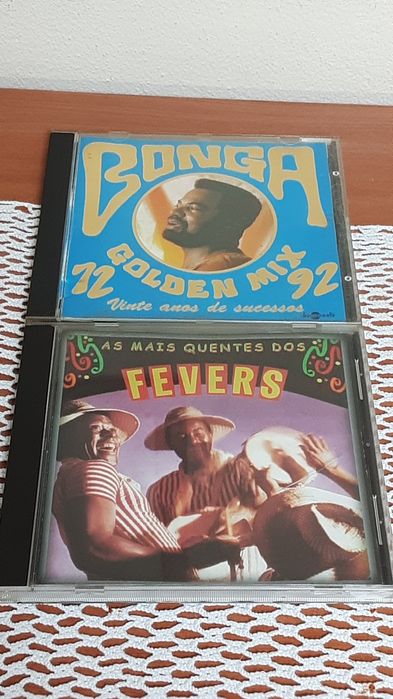 BONGA
GOLDEN MIX
72 92
Vinte anos de sucessos
AS MAIS QUENTES DOS
FEVERS